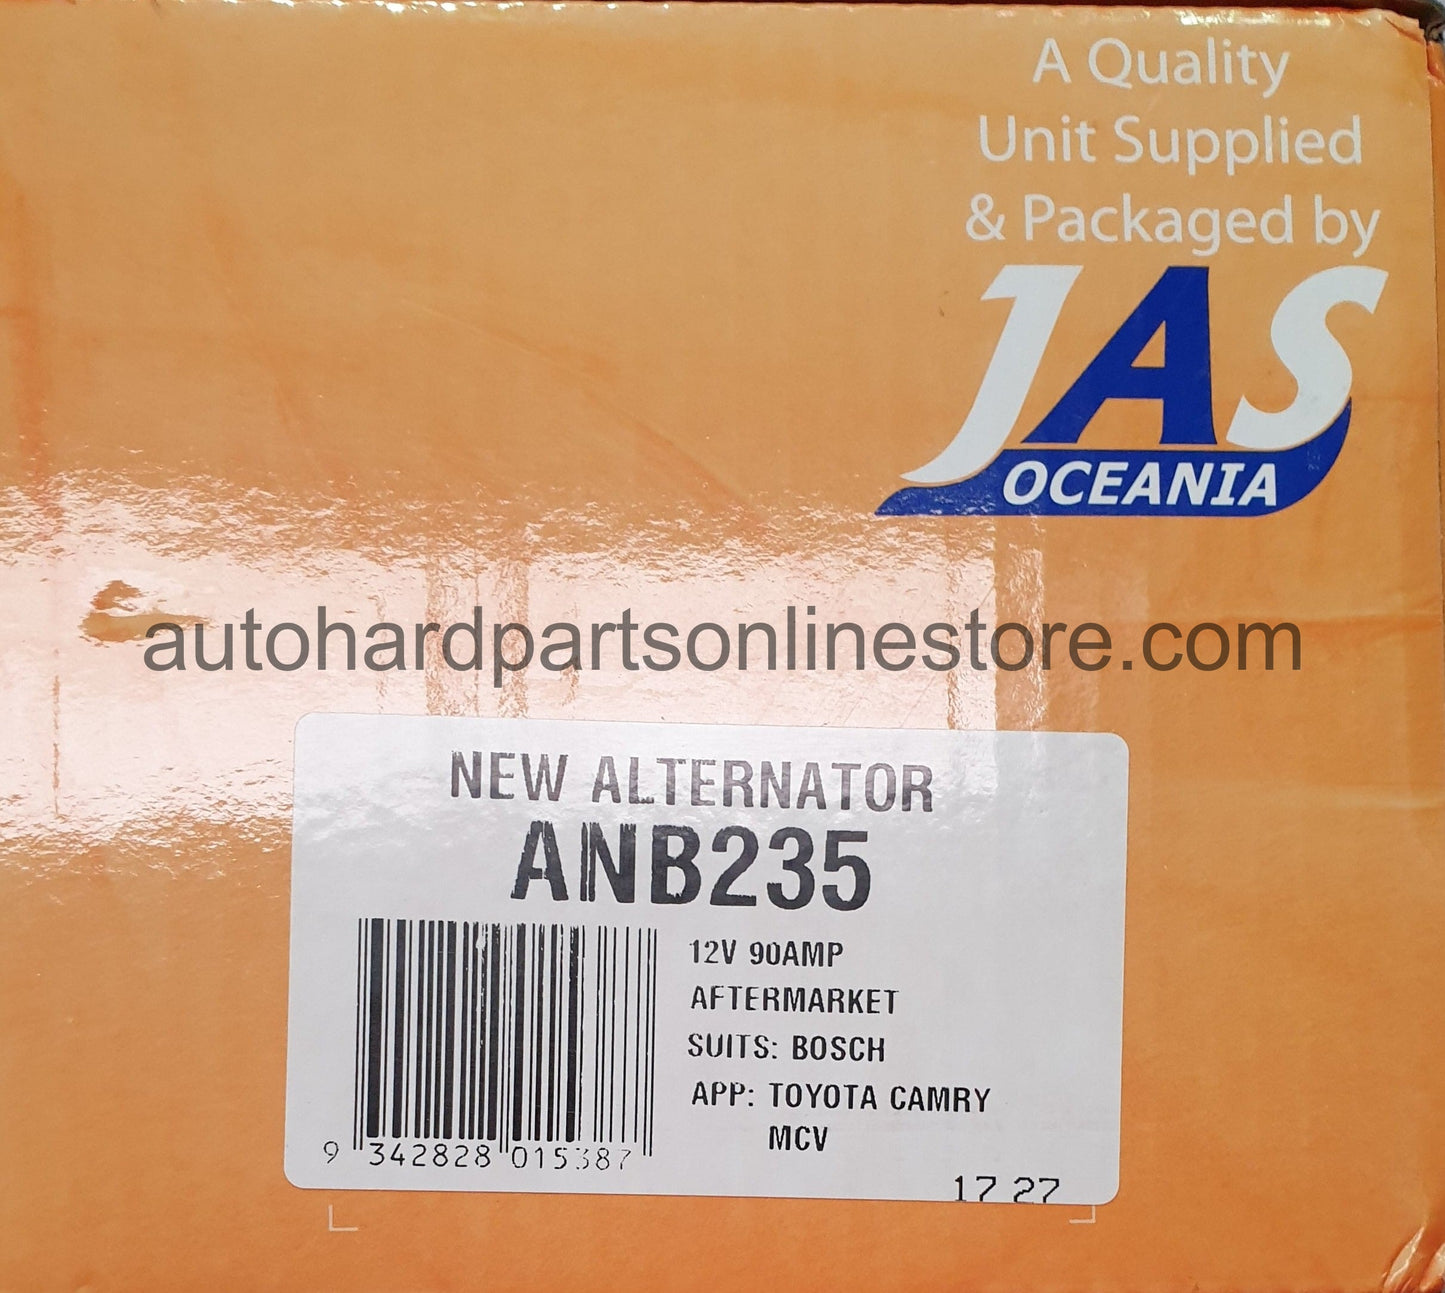 A Quality
Unit Supplied
& Packaged by
JAS
OCEANIA
autohardpartsonlinestore.com
NEW ALTERNATOR
ANB235
12V 90AMP
AFTERMARKET
SUITS: BOSCH
APP: TOYOTA CAMRY
MCV
9 342828 015387
17 27